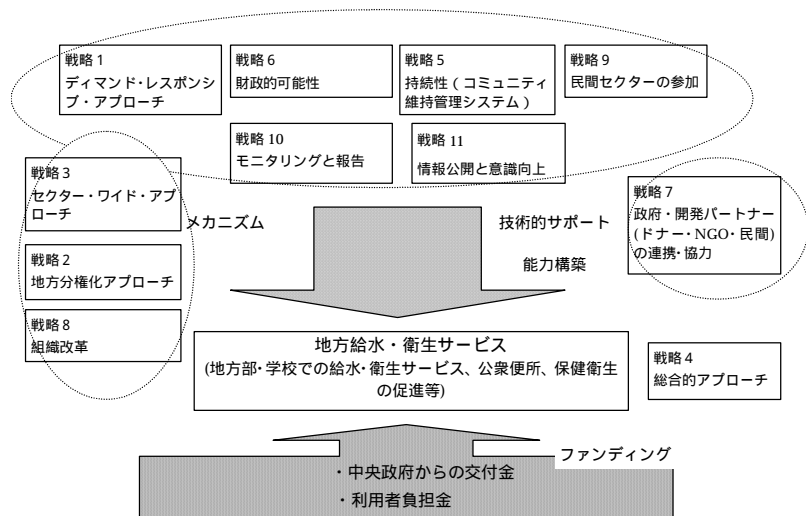 戦略1
ディマンド・レスポンシ
ブ・アプローチ
戦略6
財政的可能性
戦略5
持続性(コミュニティ
維持管理システム)
戦略9
民間セクターの参加
戦略10
モニタリングと報告
戦略11
情報公開と意識向上
戦略3
セクター・ワイド・アプ
ローチ
メカニズム
技術的サポート
能力構築
戦略7
政府・開発パートナー
(ドナー・NGO・民間)
の連携・協力
戦略2
地方分権化アプローチ
戦略8
組織改革
地方給水・衛生サービス
(地方部・学校での給水・衛生サービス、公衆便所、保健衛生
の促進等)
戦略4
総合的アプローチ
ファンディング
・中央政府からの交付金
・利用者負担金